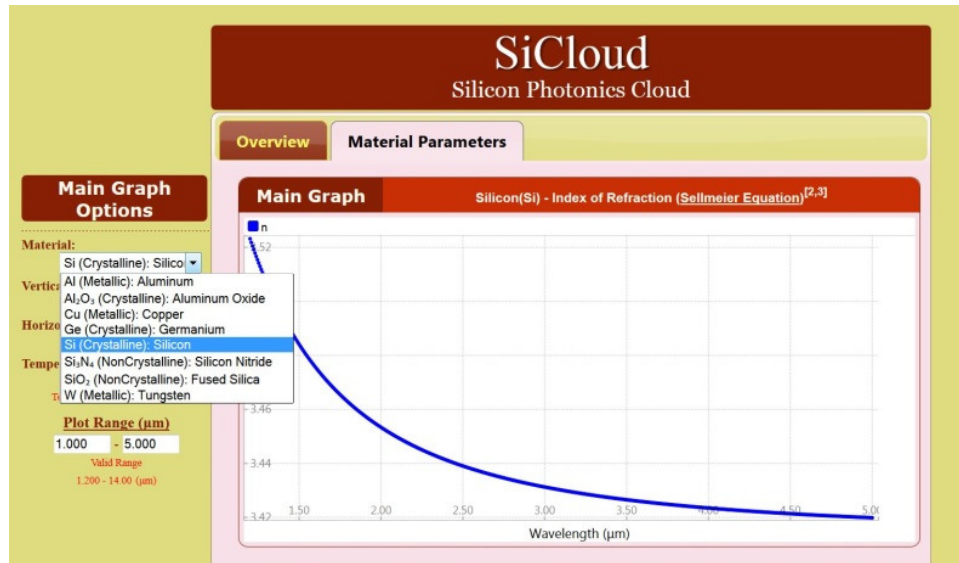 SiCloud
Silicon Photonics Cloud
Overview
Material Parameters
Main Graph Options
Material:
Si (Crystalline): Silico
Al (Metallic): Aluminum
Al₂O₃ (Crystalline): Aluminum Oxide
Cu (Metallic): Copper
Ge (Crystalline): Germanium
Si (Crystalline): Silicon
Si₃N₄ (NonCrystalline): Silicon Nitride
SiO₂ (NonCrystalline): Fused Silica
W (Metallic): Tungsten
Plot Range (μm)
1.000 - 5.000
Valid Range
1.200 - 14.00 (μm)
Main Graph
Silicon(Si) - Index of Refraction (Sellmeier Equation)[2,3]
n
3.46
3.44
3.42
1.50 2.00 2.50 3.00 3.50 4.00 4.50
Wavelength (μm)